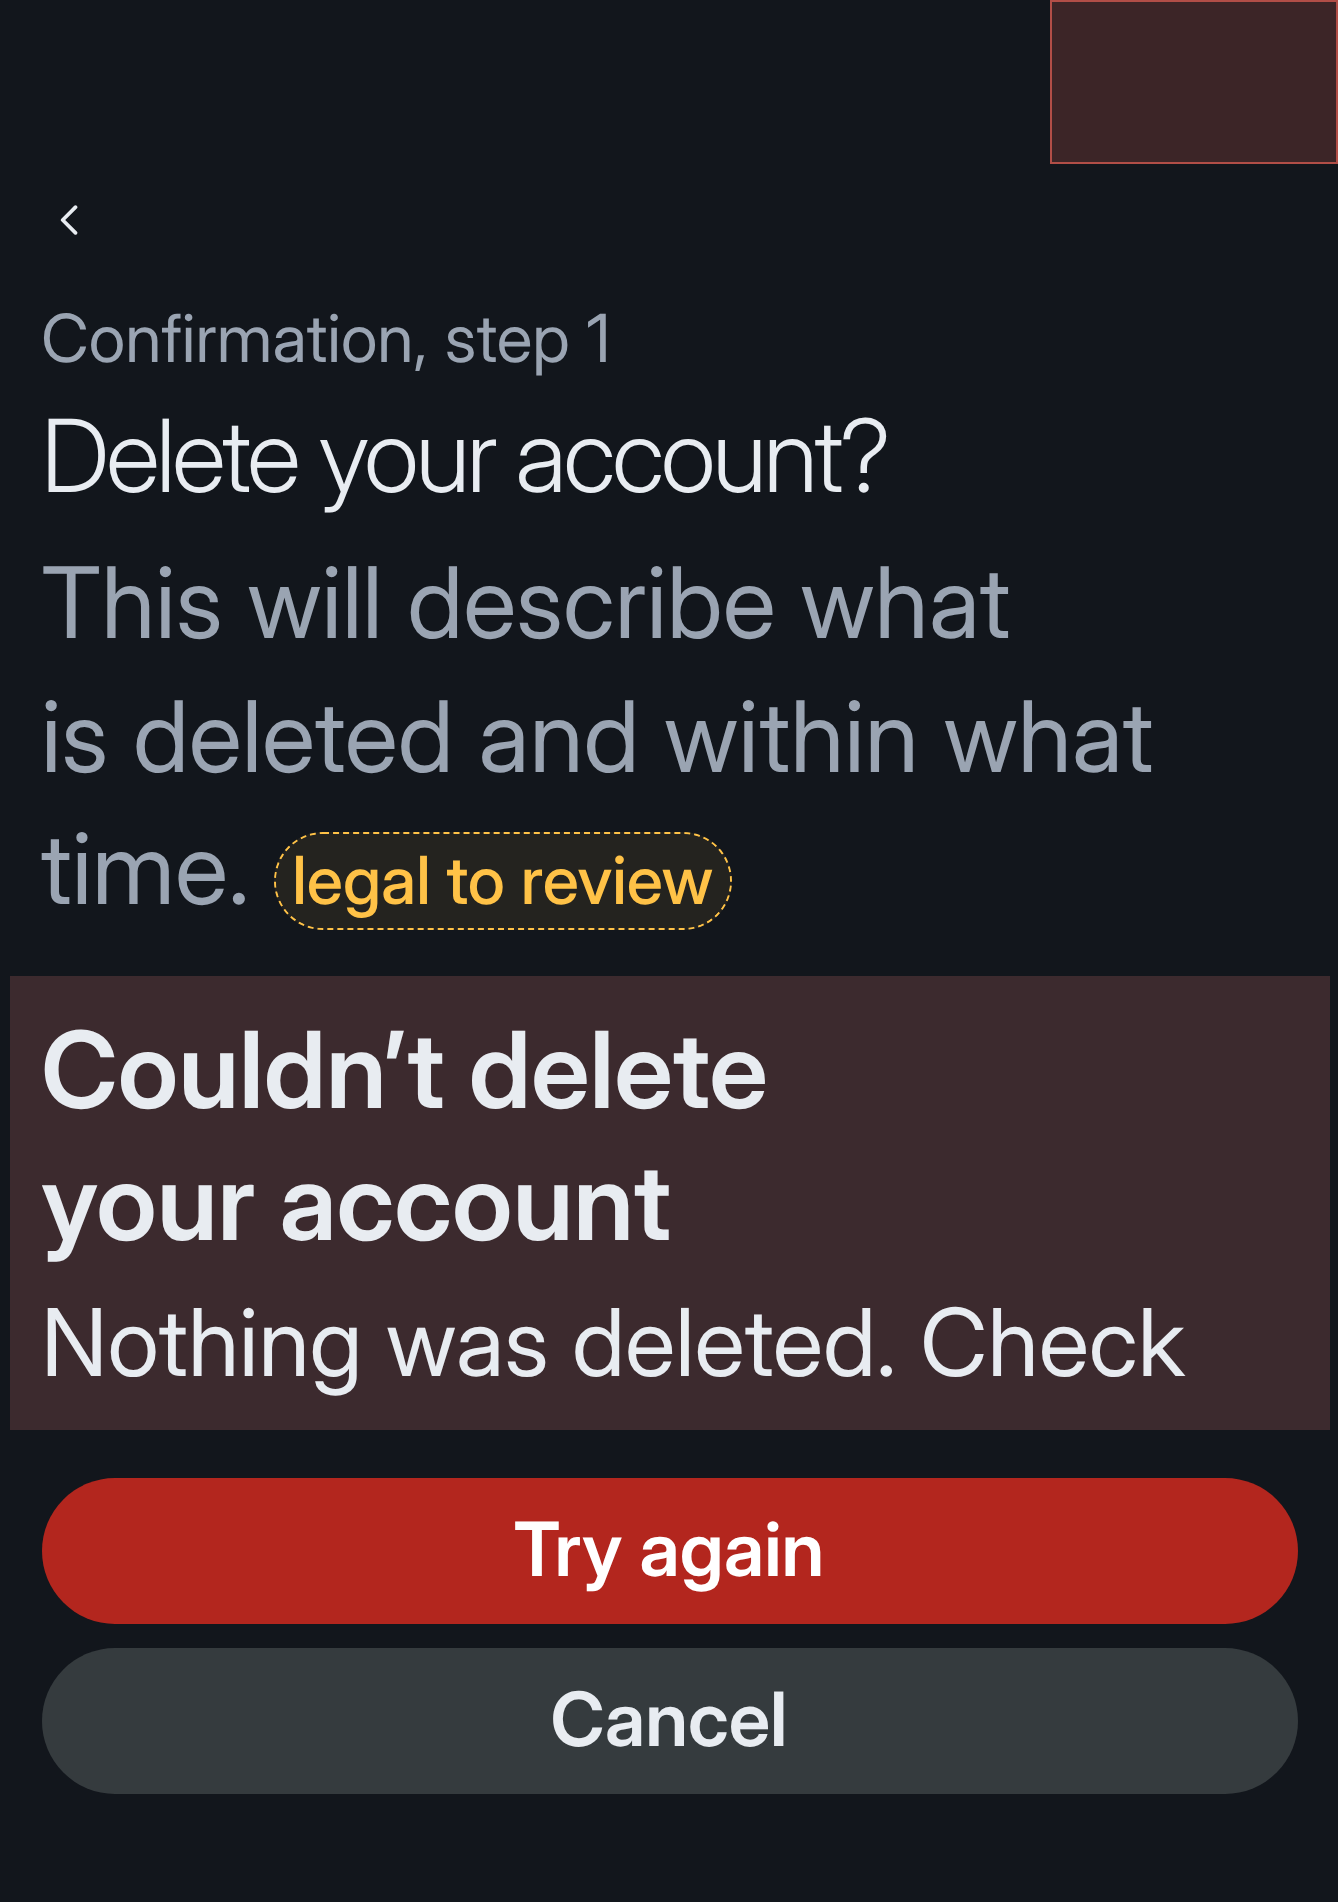 Confirmation, step 1
Delete your account?
This will describe what
is deleted and within what
time. legal to review
Couldn’t delete
your account
Nothing was deleted. Check
Try again
Cancel